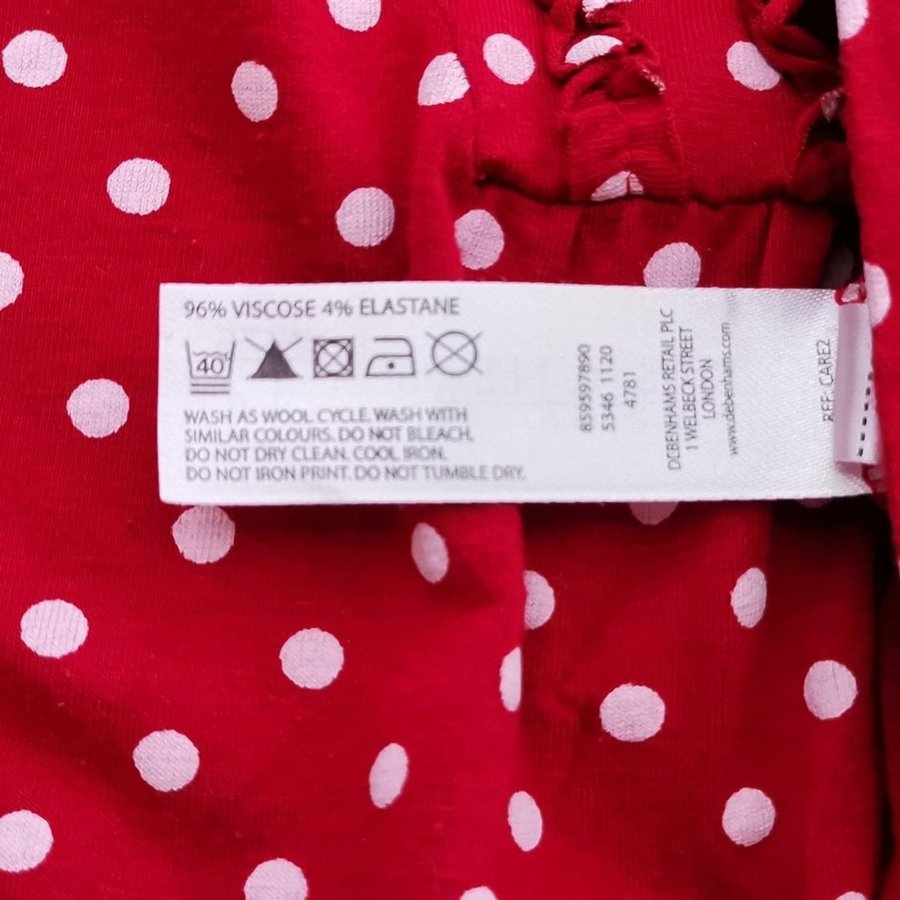 96% VISCOSE 4% ELASTANE
40
WASH AS WOOL CYCLE. WASH WITH
SIMILAR COLOURS. DO NOT BLEACH.
DO NOT DRY CLEAN. COOL IRON.
DO NOT IRON PRINT. DO NOT TUMBLE DRY.
859597890
5346 1120
4781
DEBENHAMS RETAIL PLC
1 WELBECK STREET
LONDON
www.debenhams.com
REF: CARE2